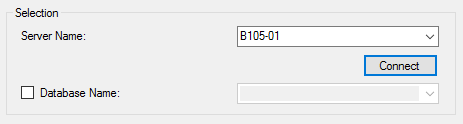 Selection
Server Name: B105-01
Connect
Database Name: